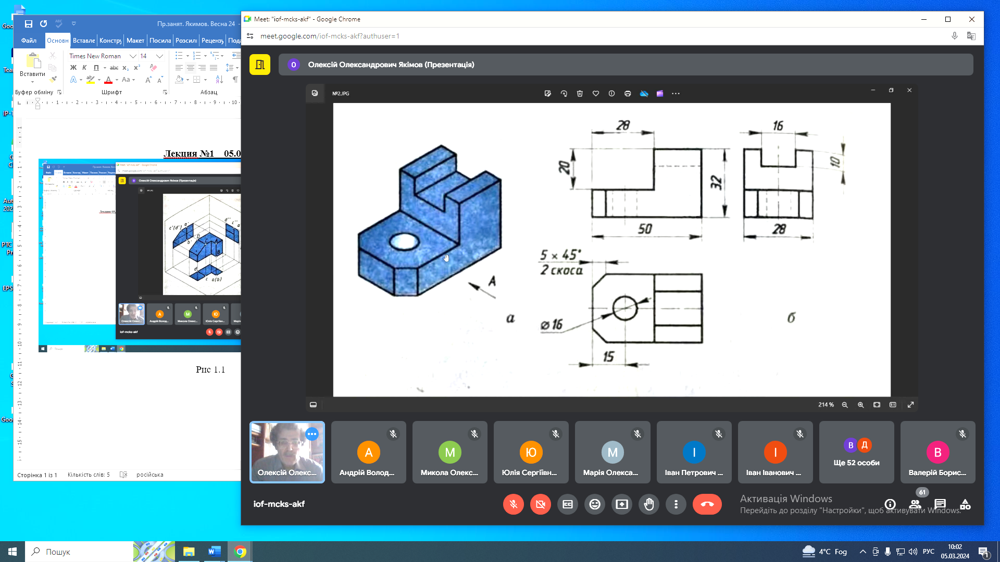 Пр.занят. Якимов. Весна 24 -
Файл
Основн
Вставле
Констру
Макет
Посила
Розсил
Рецензу
Пода
Times New Roman
14
Вставити
Ж К П abc x₂ x²
Aa
Буфер обміну
Шрифт
Абзац
Лекция №1 05.0
Рис 1.1
Сторінка 1 із 1
Кількість слів: 5
російська
Meet: "iof-mcks-akf" - Google Chrome
meet.google.com/iof-mcks-akf?authuser=1
О
Олексій Олександрович Якімов (Презентація)
№2.JPG
28
16
20
32
10
50
28
5 × 45°
2 скоса
А
а
⌀ 16
15
б
214 %
Олексій Олекс...
А
Андрій Волод...
М
Микола Олекс...
Ю
Юлія Сергіївн...
М
Марія Олекса...
І
Іван Петрович ...
І
Іван Іванович ...
В Д
Ще 52 особи
В
Валерій Борис...
iof-mcks-akf
61
Активація Windows
Перейдіть до розділу "Настройки", щоб активувати Windows.
Пошук
4°C Fog
РУС
10:02
05.03.2024
1